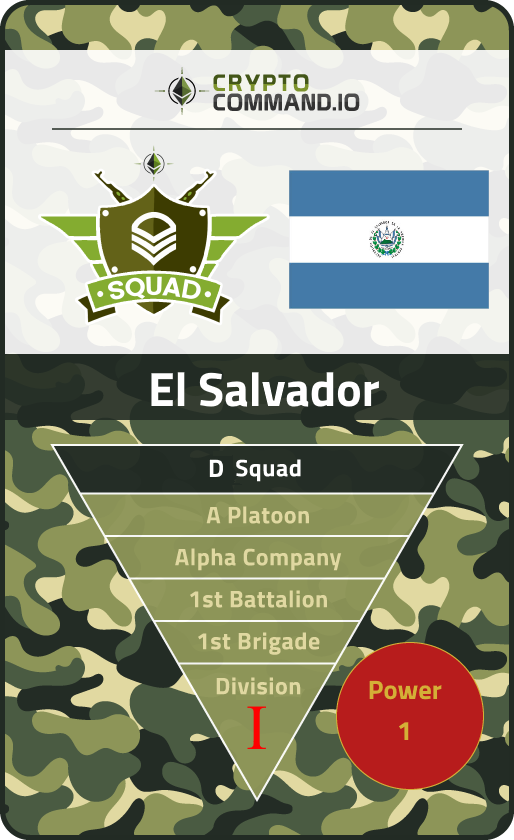 CRYPTO
COMMAND.IO
SQUAD
El Salvador
D Squad
A Platoon
Alpha Company
1st Battalion
1st Brigade
Division
I
Power
1